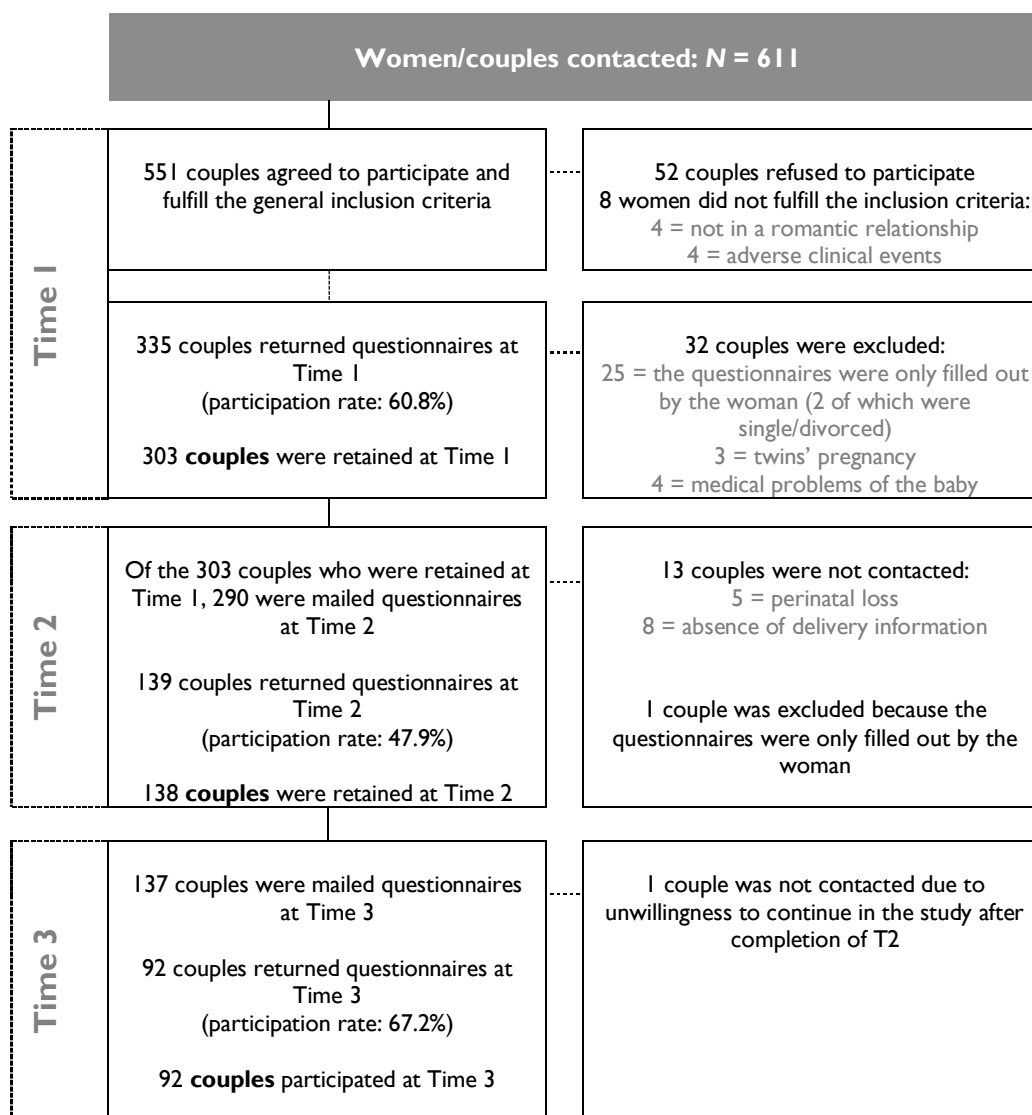 Women/couples contacted: N = 611
Time 1
551 couples agreed to participate and
fulfill the general inclusion criteria
52 couples refused to participate
8 women did not fulfill the inclusion criteria:
4 = not in a romantic relationship
4 = adverse clinical events
335 couples returned questionnaires at
Time 1
(participation rate: 60.8%)
303 couples were retained at Time 1
32 couples were excluded:
25 = the questionnaires were only filled out
by the woman (2 of which were
single/divorced)
3 = twins’ pregnancy
4 = medical problems of the baby
Time 2
Of the 303 couples who were retained at
Time 1, 290 were mailed questionnaires
at Time 2
139 couples returned questionnaires at
Time 2
(participation rate: 47.9%)
138 couples were retained at Time 2
13 couples were not contacted:
5 = perinatal loss
8 = absence of delivery information
1 couple was excluded because the
questionnaires were only filled out by the
woman
Time 3
137 couples were mailed questionnaires
at Time 3
92 couples returned questionnaires at
Time 3
(participation rate: 67.2%)
92 couples participated at Time 3
1 couple was not contacted due to
unwillingness to continue in the study after
completion of T2